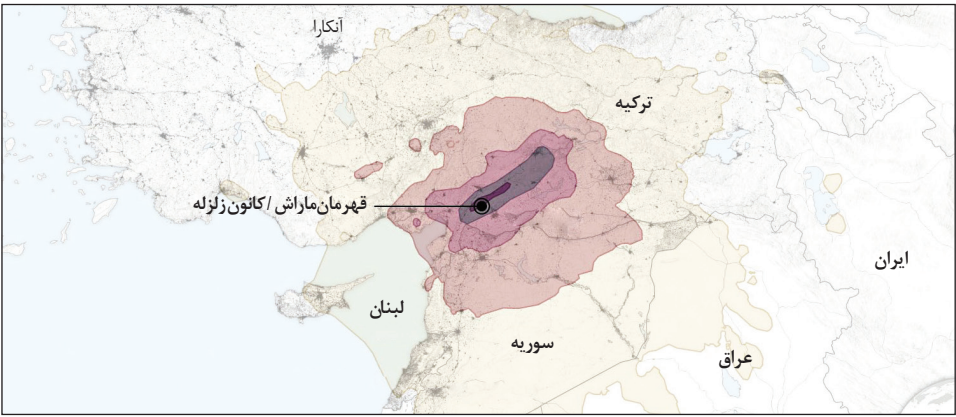 آنکارا
ترکیه
قهرمان‌ماراش / کانون زلزله
ایران
لبنان
سوریه
عراق